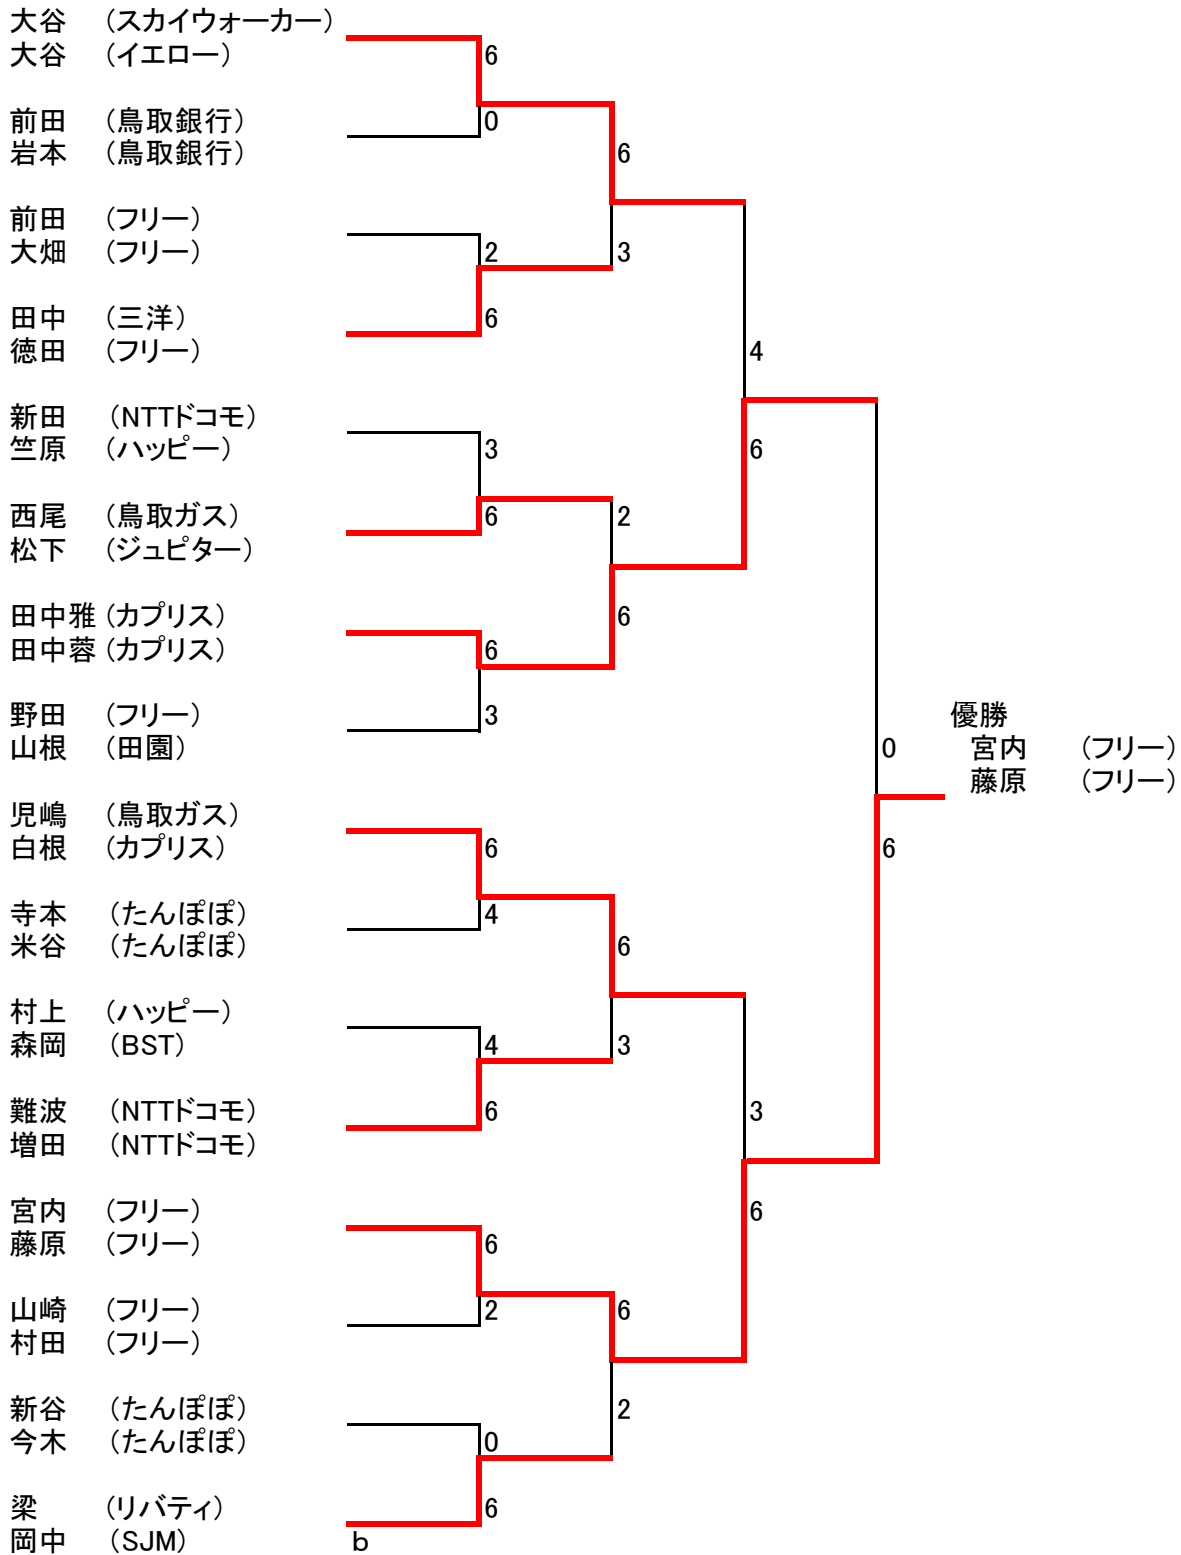 大谷 （スカイウォーカー）
大谷 （イエロー） 6
前田 （鳥取銀行） 0
岩本 （鳥取銀行） 6
前田 （フリー）
大畑 （フリー） 2 3
田中 （三洋） 6
徳田 （フリー） 4
新田 （NTTドコモ）
竺原 （ハッピー） 3 6
西尾 （鳥取ガス） 6 2
松下 （ジュピター）
田中雅 （カプリス） 6
田中蓉 （カプリス） 6
野田 （フリー） 3 優勝
山根 （田園） 0 宮内 （フリー）
藤原 （フリー）
児嶋 （鳥取ガス）
白根 （カプリス） 6 6
寺本 （たんぽぽ） 4
米谷 （たんぽぽ） 6
村上 （ハッピー）
森岡 （BST） 4 3
難波 （NTTドコモ） 6 3
増田 （NTTドコモ）
宮内 （フリー） 6
藤原 （フリー） 6
山崎 （フリー） 2 6
村田 （フリー）
新谷 （たんぽぽ） 2
今木 （たんぽぽ） 0
梁 （リバティ） 6
岡中 （SJM） b